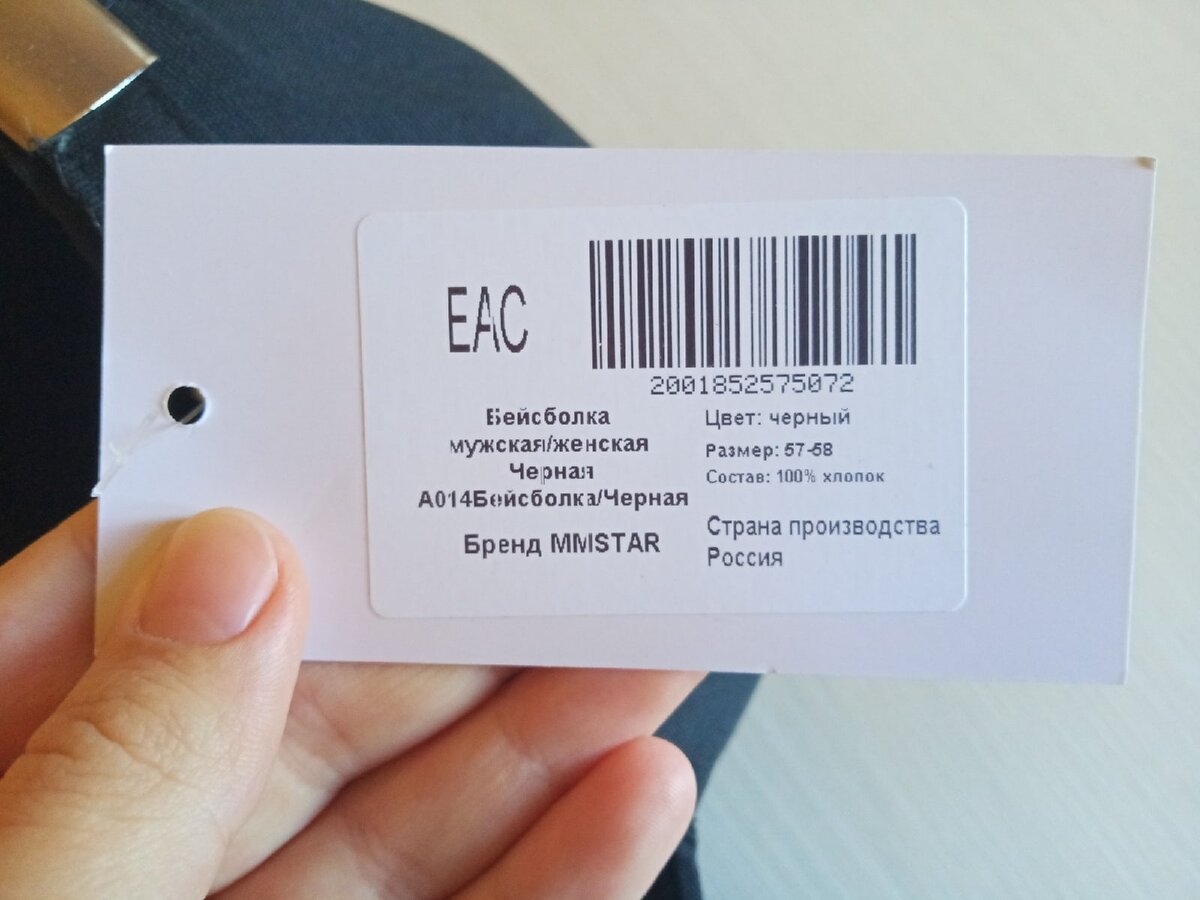 EAC
2001852575072
Бейсболка
мужская/женская
Черная
A014Бейсболка/Черная
Бренд MMSTAR
Цвет: черный
Размер: 57-58
Состав: 100% хлопок
Страна производства
Россия